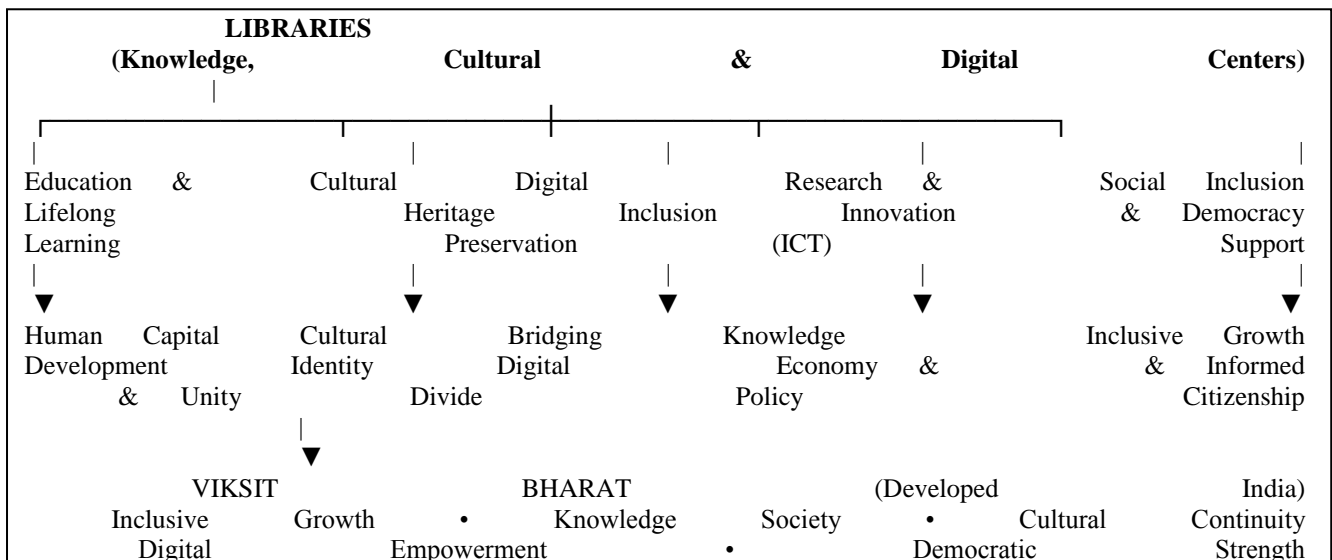 LIBRARIES
(Knowledge, Cultural & Digital Centers)
Education & Cultural Digital Research & Social Inclusion
Lifelong Heritage Inclusion Innovation & Democracy
Learning Preservation (ICT) Support
Human Capital Cultural Bridging Knowledge Inclusive Growth
Development Identity Digital Economy & & Informed
& Unity Divide Policy Citizenship
VIKSIT BHARAT (Developed India)
Inclusive Growth • Knowledge Society • Cultural Continuity
Digital Empowerment • Democratic Strength